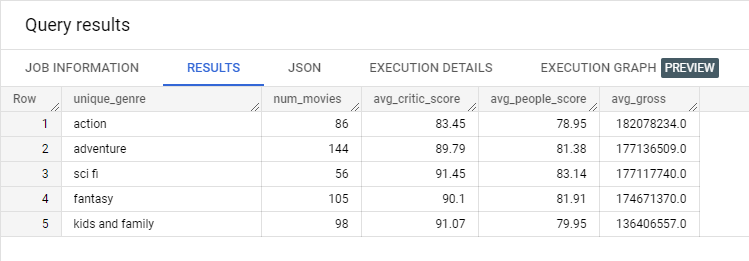 Query results
JOB INFORMATION RESULTS JSON EXECUTION DETAILS EXECUTION GRAPH PREVIEW
Row unique_genre num_movies avg_critic_score avg_people_score avg_gross
1 action 86 83.45 78.95 182078234.0
2 adventure 144 89.79 81.38 177136509.0
3 sci fi 56 91.45 83.14 177117740.0
4 fantasy 105 90.1 81.91 174671370.0
5 kids and family 98 91.07 79.95 136406557.0